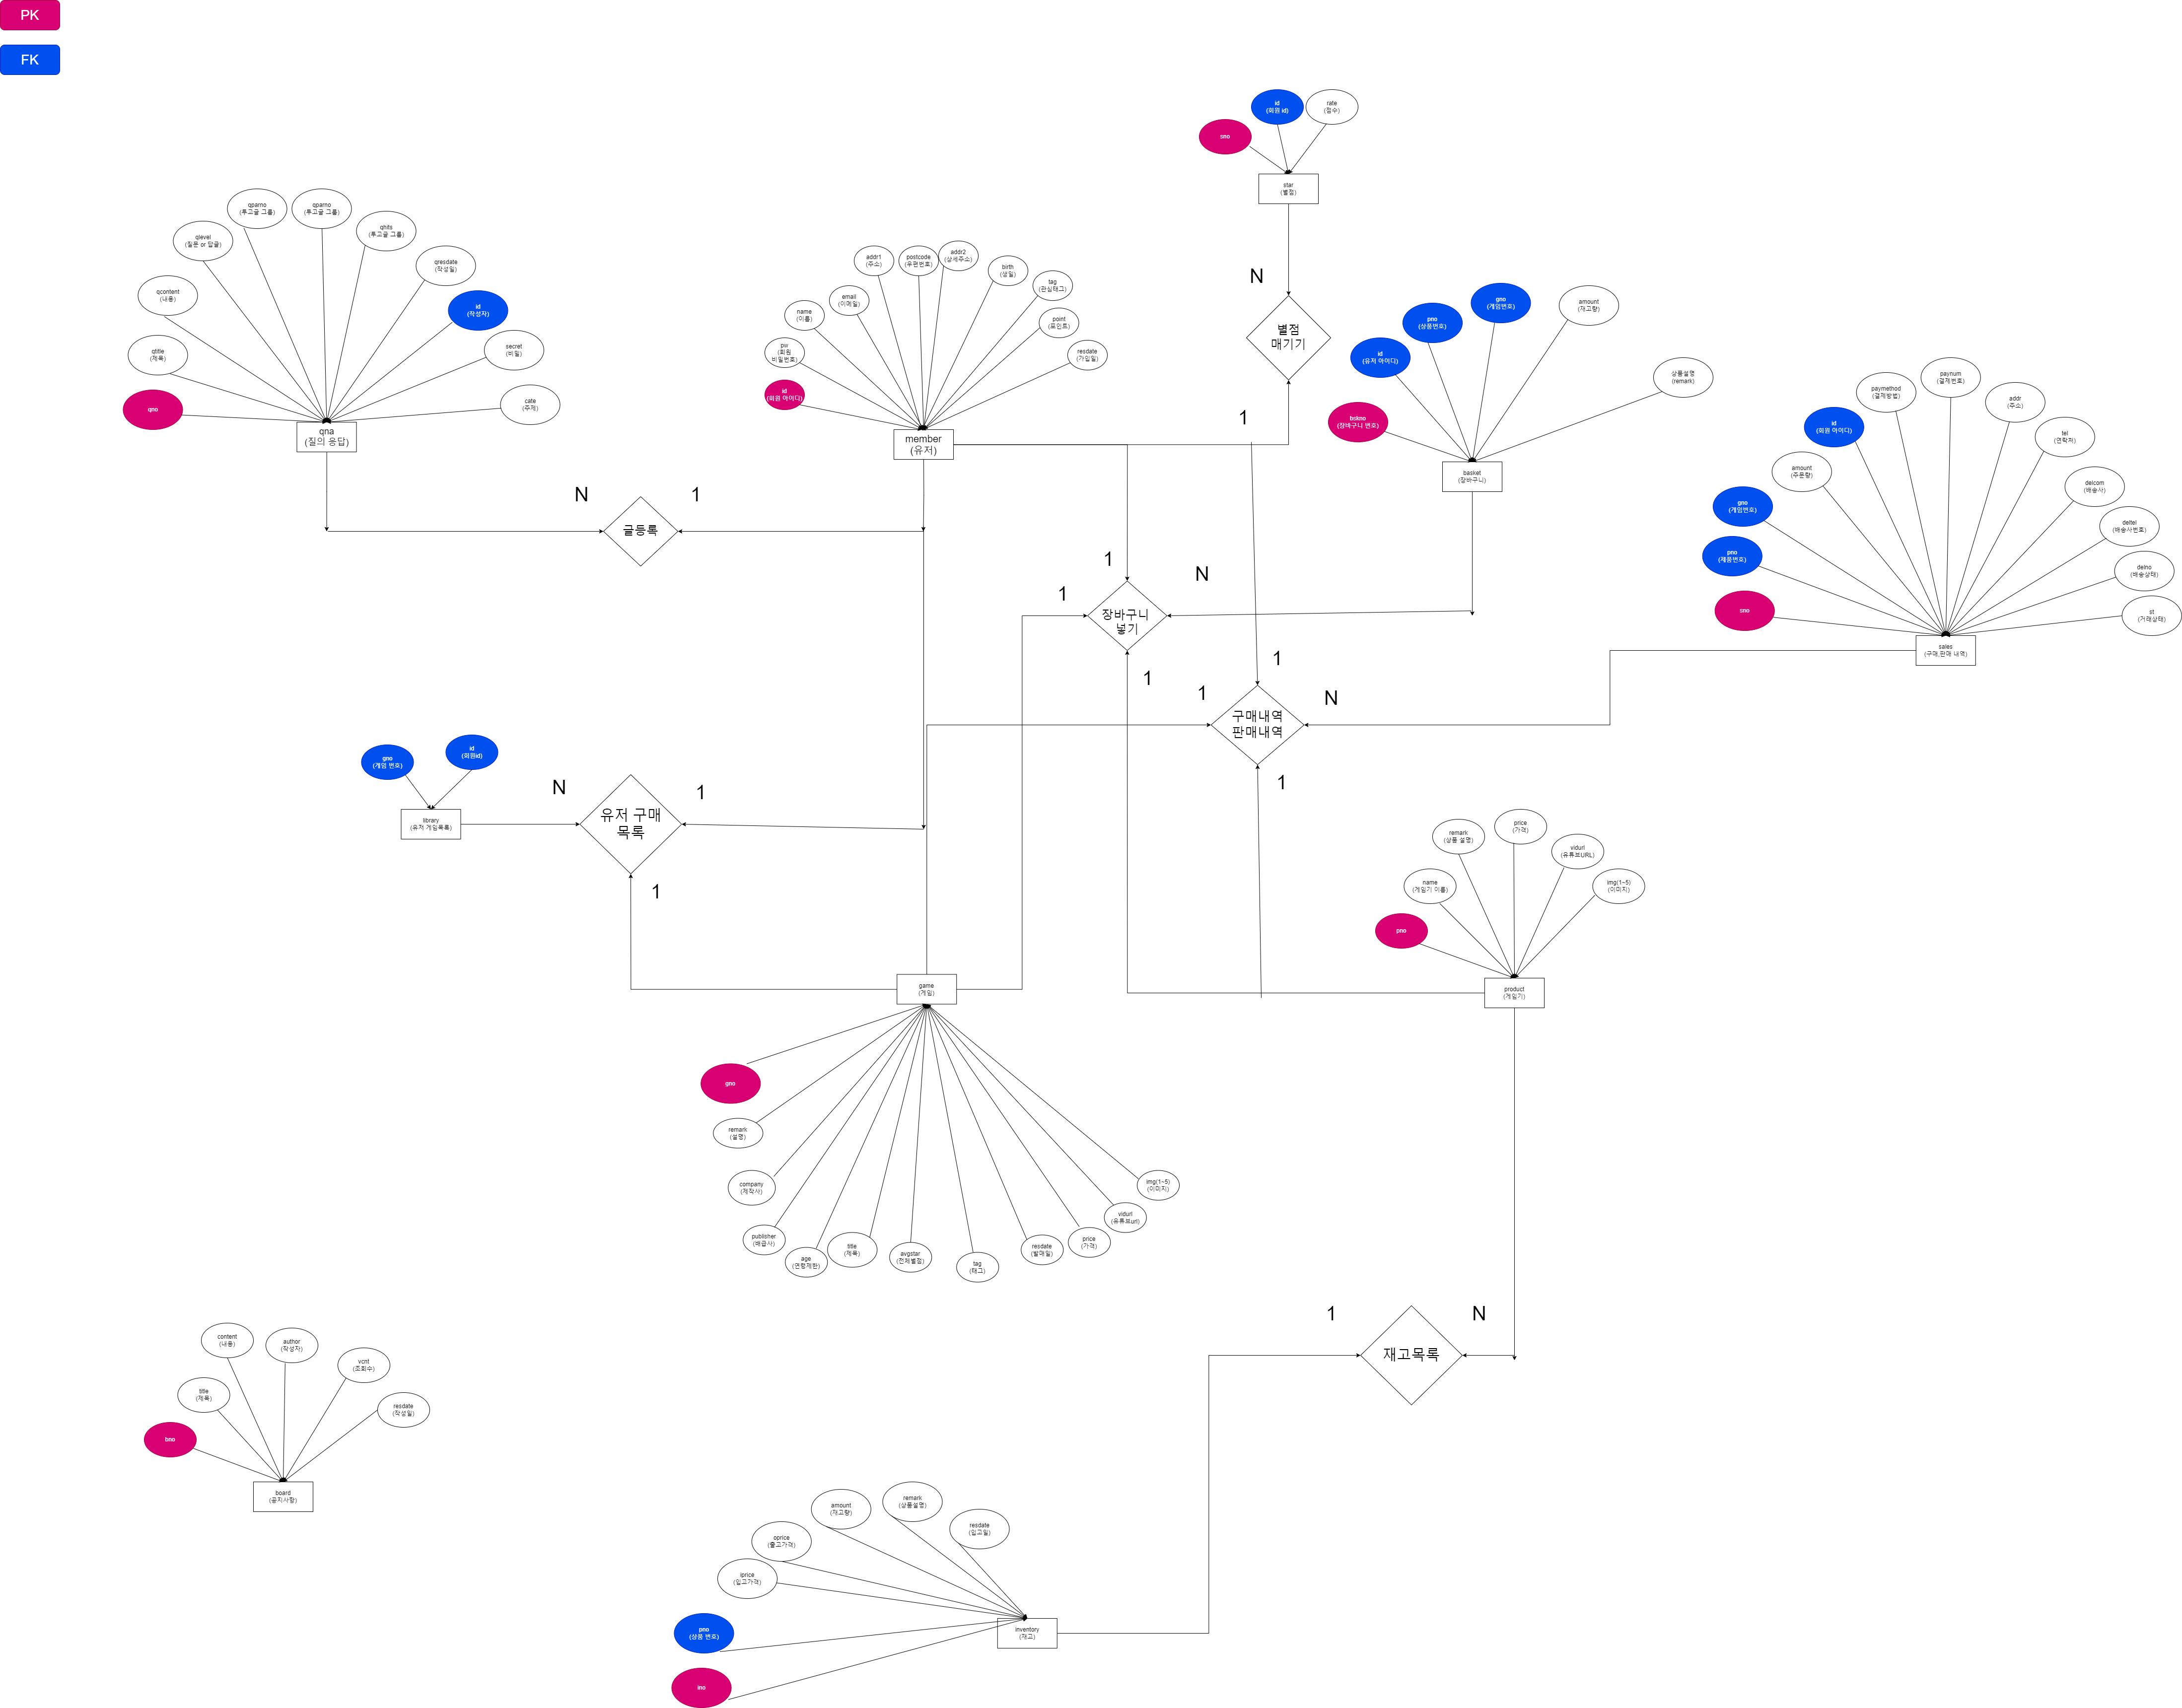 PK
FK
id
(회원 id)
rate
(점수)
sno
star
(별점)
N
별점
매기기
1
qparno
(투고글 그룹)
qparno
(투고글 그룹)
qhits
(투고글 그룹)
qlevel
(질문 or 답글)
qresdate
(작성일)
qcontent
(내용)
id
(작성자)
qtitle
(제목)
secret
(비밀)
qno
cate
(주제)
qna
(질의 응답)
addr1
(주소)
postcode
(우편번호)
addr2
(상세주소)
birth
(생일)
tag
(관심태그)
email
(이메일)
name
(이름)
point
(포인트)
pw
(회원
비밀번호)
resdate
(가입일)
id
(회원 아이디)
member
(유저)
N
글등록
1
gno
(게임번호)
amount
(재고량)
pno
(상품번호)
id
(유저 아이디)
상품설명
(remark)
bskno
(장바구니 번호)
basket
(장바구니)
paynum
(결제번호)
paymethod
(결제방법)
addr
(주소)
id
(회원 아이디)
tel
(연락처)
amount
(주문량)
delcom
(배송사)
gno
(게임번호)
deltel
(배송사번호)
pno
(제품번호)
delno
(배송상태)
sno
st
(거래상태)
sales
(구매,판매 내역)
1
N
1
장바구니
넣기
1
1
1
N
구매내역
판매내역
1
gno
(게임 번호)
id
(회원id)
library
(유저 게임목록)
N
유저 구매
목록
1
1
price
(가격)
remark
(상품 설명)
vidurl
(유튜브URL)
name
(게임기 이름)
img(1~5)
(이미지)
pno
product
(게임기)
game
(게임)
gno
remark
(설명)
company
(제작사)
publisher
(배급사)
age
(연령제한)
title
(제목)
avgstar
(전체별점)
tag
(태그)
resdate
(발매일)
price
(가격)
vidurl
(유튜브url)
img(1~5)
(이미지)
1
N
재고목록
content
(내용)
author
(작성자)
vcnt
(조회수)
title
(제목)
resdate
(작성일)
bno
board
(공지사항)
remark
(상품설명)
amount
(재고량)
resdate
(입고일)
oprice
(출고가격)
iprice
(입고가격)
pno
(상품 번호)
inventory
(재고)
ino